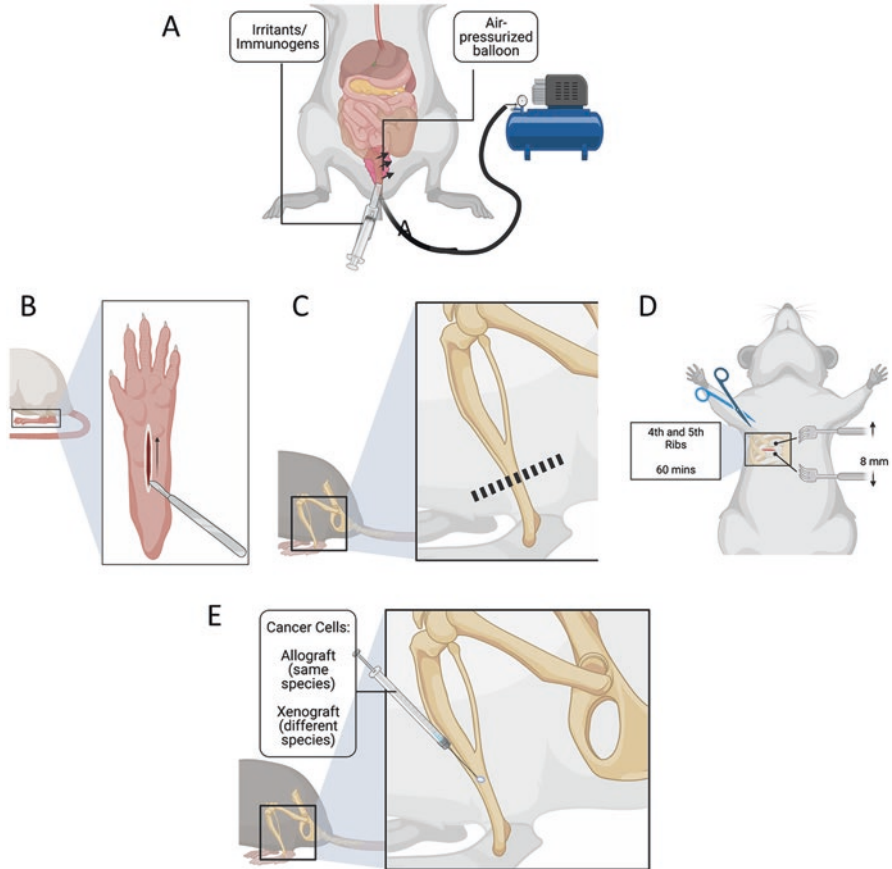 A
Irritants/
Immunogens
Air-
pressurized
balloon
A
B
C
D
4th and 5th
Ribs
60 mins
8 mm
E
Cancer Cells:
Allograft
(same
species)
Xenograft
(different
species)